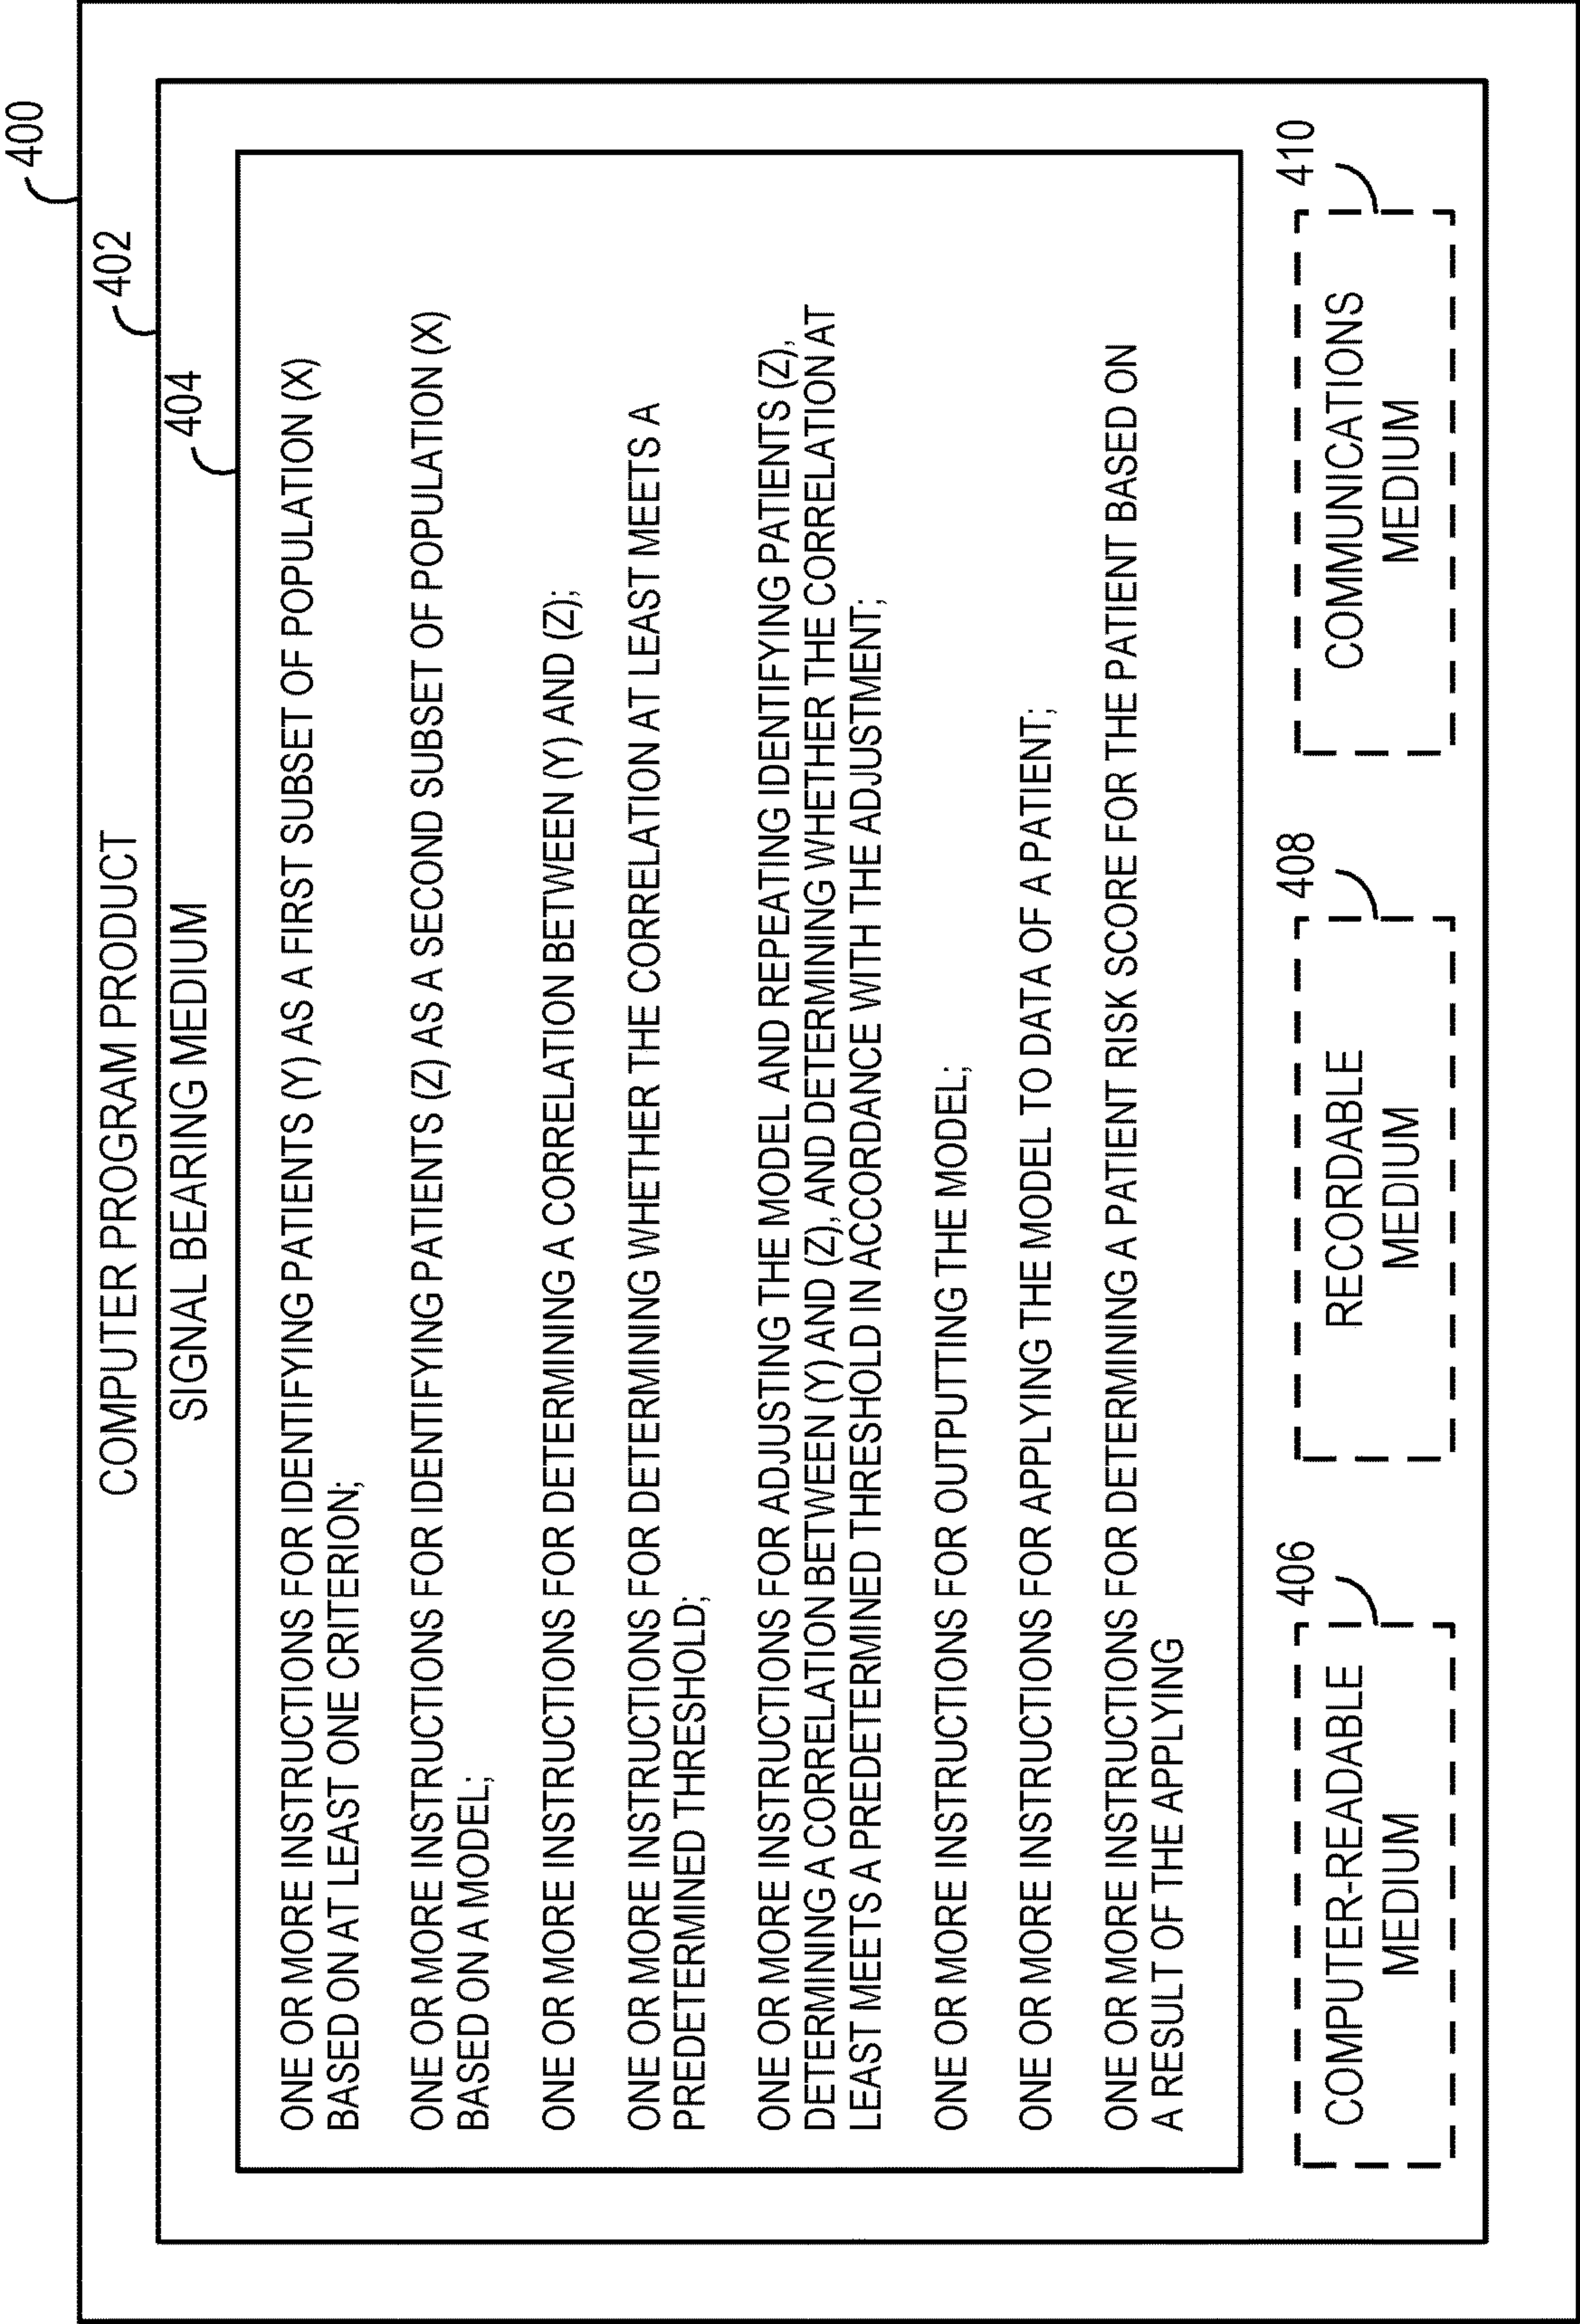 400
COMPUTER PROGRAM PRODUCT
402
SIGNAL BEARING MEDIUM
404
ONE OR MORE INSTRUCTIONS FOR IDENTIFYING PATIENTS (Y) AS A FIRST SUBSET OF POPULATION (X)
BASED ON AT LEAST ONE CRITERION;
ONE OR MORE INSTRUCTIONS FOR IDENTIFYING PATIENTS (Z) AS A SECOND SUBSET OF POPULATION (X)
BASED ON A MODEL;
ONE OR MORE INSTRUCTIONS FOR DETERMINING A CORRELATION BETWEEN (Y) AND (Z);
ONE OR MORE INSTRUCTIONS FOR DETERMINING WHETHER THE CORRELATION AT LEAST MEETS A
PREDETERMINED THRESHOLD;
ONE OR MORE INSTRUCTIONS FOR ADJUSTING THE MODEL AND REPEATING IDENTIFYING PATIENTS (Z),
DETERMINING A CORRELATION BETWEEN (Y) AND (Z), AND DETERMINING WHETHER THE CORRELATION AT
LEAST MEETS A PREDETERMINED THRESHOLD IN ACCORDANCE WITH THE ADJUSTMENT;
ONE OR MORE INSTRUCTIONS FOR OUTPUTTING THE MODEL;
ONE OR MORE INSTRUCTIONS FOR APPLYING THE MODEL TO DATA OF A PATIENT;
ONE OR MORE INSTRUCTIONS FOR DETERMINING A PATIENT RISK SCORE FOR THE PATIENT BASED ON
A RESULT OF THE APPLYING
406
COMPUTER-READABLE
MEDIUM
408
RECORDABLE
MEDIUM
410
COMMUNICATIONS
MEDIUM